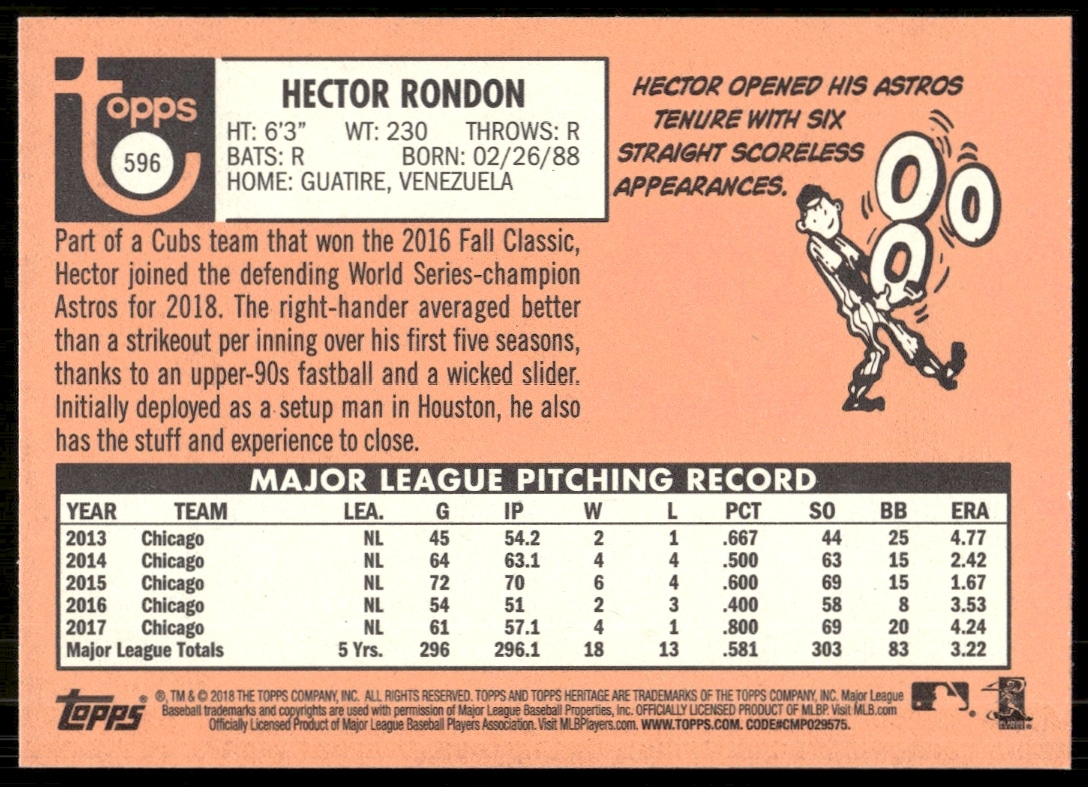 Topps
596
HECTOR RONDON
HT: 6'3" WT: 230 THROWS: R
BATS: R BORN: 02/26/88
HOME: GUATIRE, VENEZUELA
HECTOR OPENED HIS ASTROS
TENURE WITH SIX
STRAIGHT SCORELESS
APPEARANCES.
0 0
0
Part of a Cubs team that won the 2016 Fall Classic,
Hector joined the defending World Series-champion
Astros for 2018. The right-hander averaged better
than a strikeout per inning over his first five seasons,
thanks to an upper-90s fastball and a wicked slider.
Initially deployed as a setup man in Houston, he also
has the stuff and experience to close.
MAJOR LEAGUE PITCHING RECORD
YEAR TEAM LEA. G IP W L PCT SO BB ERA
2013 Chicago NL 45 54.2 2 1 .667 44 25 4.77
2014 Chicago NL 64 63.1 4 4 .500 63 15 2.42
2015 Chicago NL 72 70 6 4 .600 69 15 1.67
2016 Chicago NL 54 51 2 3 .400 58 8 3.53
2017 Chicago NL 61 57.1 4 1 .800 69 20 4.24
Major League Totals 5 Yrs. 296 296.1 18 13 .581 303 83 3.22
Topps® ®, TM & © 2018 THE TOPPS COMPANY, INC. ALL RIGHTS RESERVED. TOPPS AND TOPPS HERITAGE ARE TRADEMARKS OF THE TOPPS COMPANY, INC. Major League
Baseball trademarks and copyrights are used with permission of Major League Baseball Properties, Inc. OFFICIALLY LICENSED PRODUCT OF MLBP. Visit MLB.com
Officially Licensed Product of Major League Baseball Players Association. Visit MLBPlayers.com. WWW.TOPPS.COM. CODE#CMP029575.